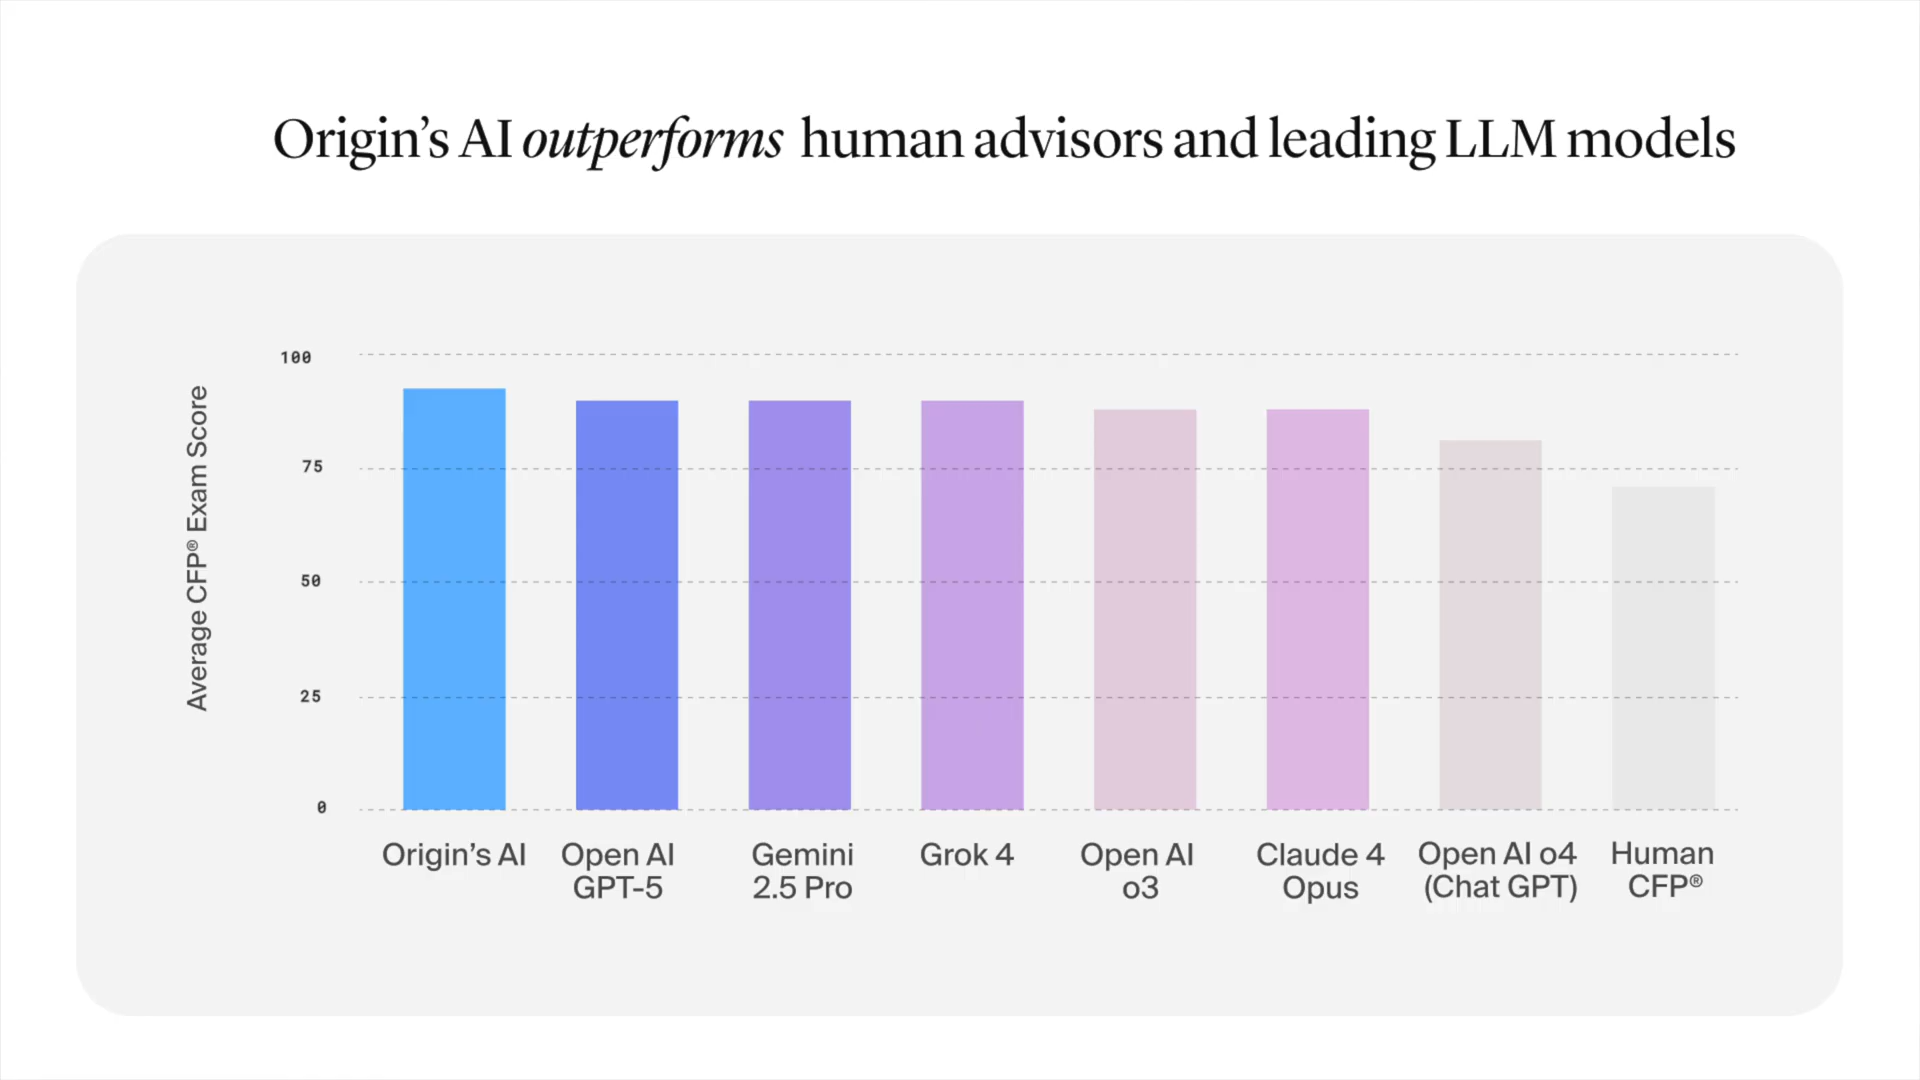 Origin’s AI outperforms human advisors and leading LLM models
Average CFP® Exam Score
100
75
50
25
0
Origin’s AI
Open AI
GPT-5
Gemini
2.5 Pro
Grok 4
Open AI
o3
Claude 4
Opus
Open AI o4
(Chat GPT)
Human
CFP®